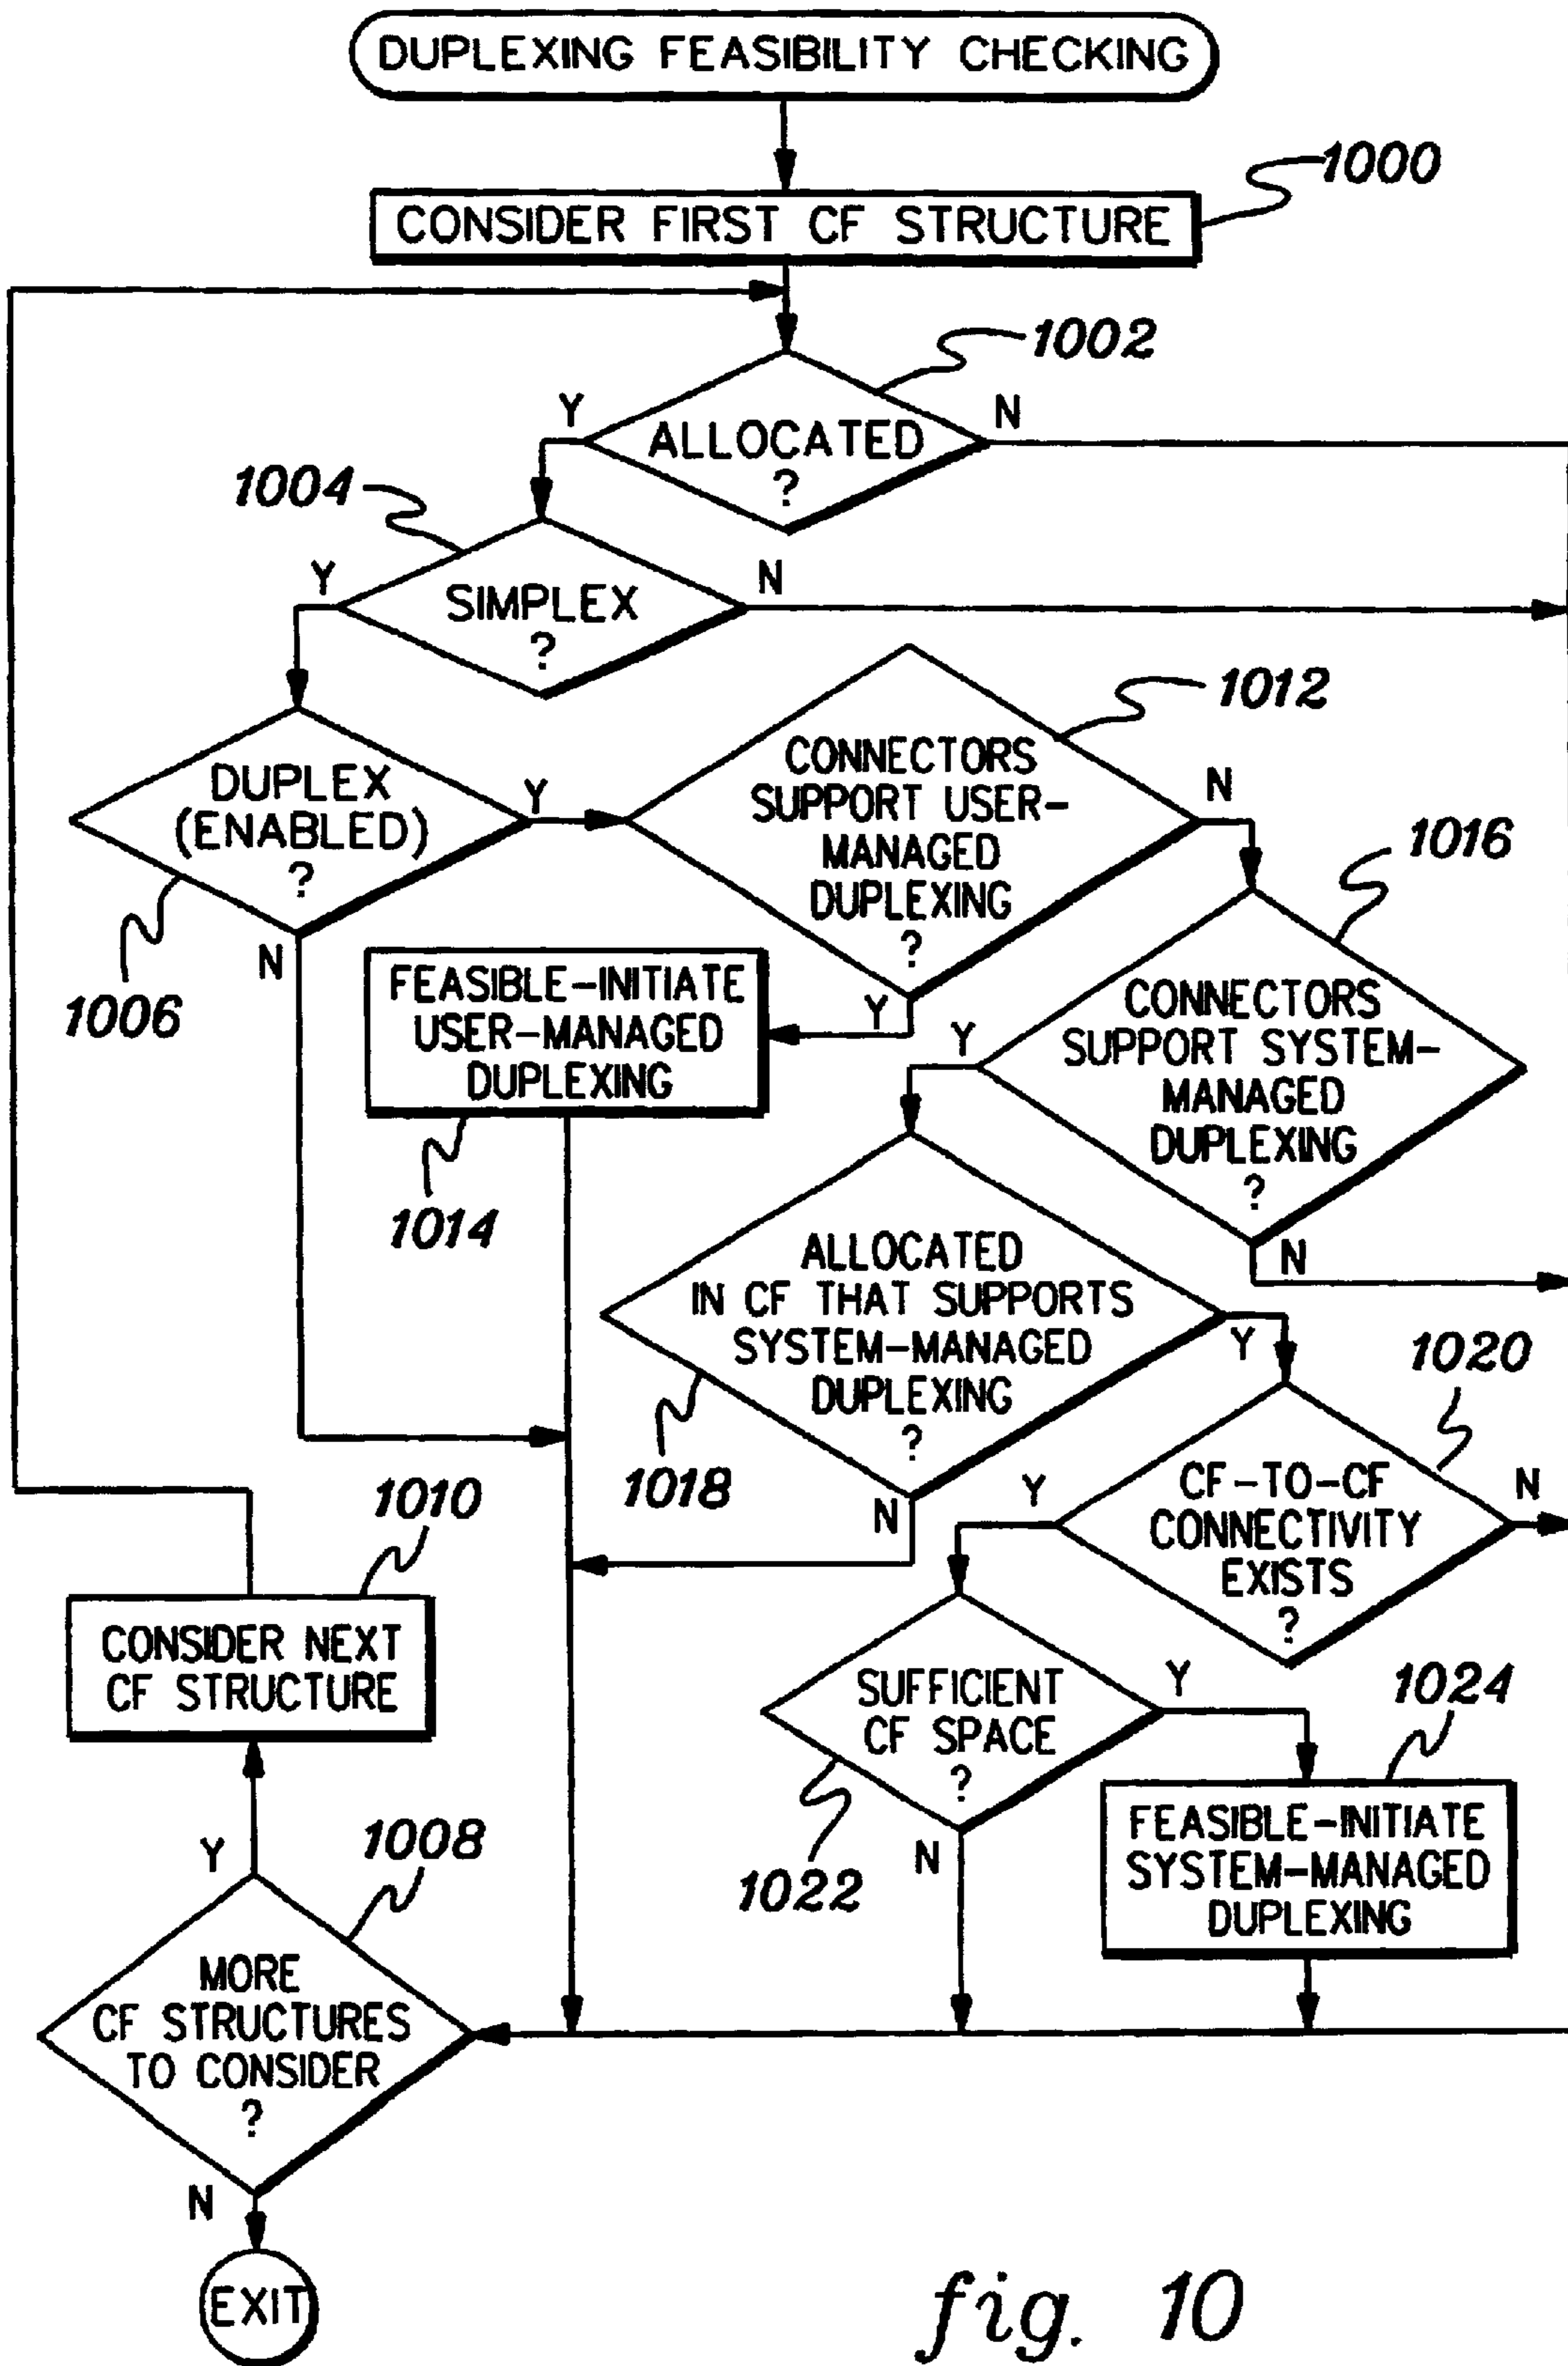 DUPLEXING FEASIBILITY CHECKING
1000
CONSIDER FIRST CF STRUCTURE
1002
Y
N
ALLOCATED
?
1004
Y
N
SIMPLEX
?
1012
CONNECTORS
SUPPORT USER-
MANAGED
DUPLEXING
?
N
DUPLEX
(ENABLED)
?
Y
1016
N
1006
FEASIBLE-INITIATE
USER-MANAGED
DUPLEXING
Y
CONNECTORS
SUPPORT SYSTEM-
MANAGED
DUPLEXING
?
Y
1014
N
ALLOCATED
IN CF THAT SUPPORTS
SYSTEM-MANAGED
DUPLEXING
?
Y
1020
1018
N
Y
CF-TO-CF
CONNECTIVITY
EXISTS
?
N
1010
CONSIDER NEXT
CF STRUCTURE
SUFFICIENT
CF SPACE
?
Y
1024
1022
N
FEASIBLE-INITIATE
SYSTEM-MANAGED
DUPLEXING
Y
1008
MORE
CF STRUCTURES
TO CONSIDER
?
N
EXIT
fig. 10